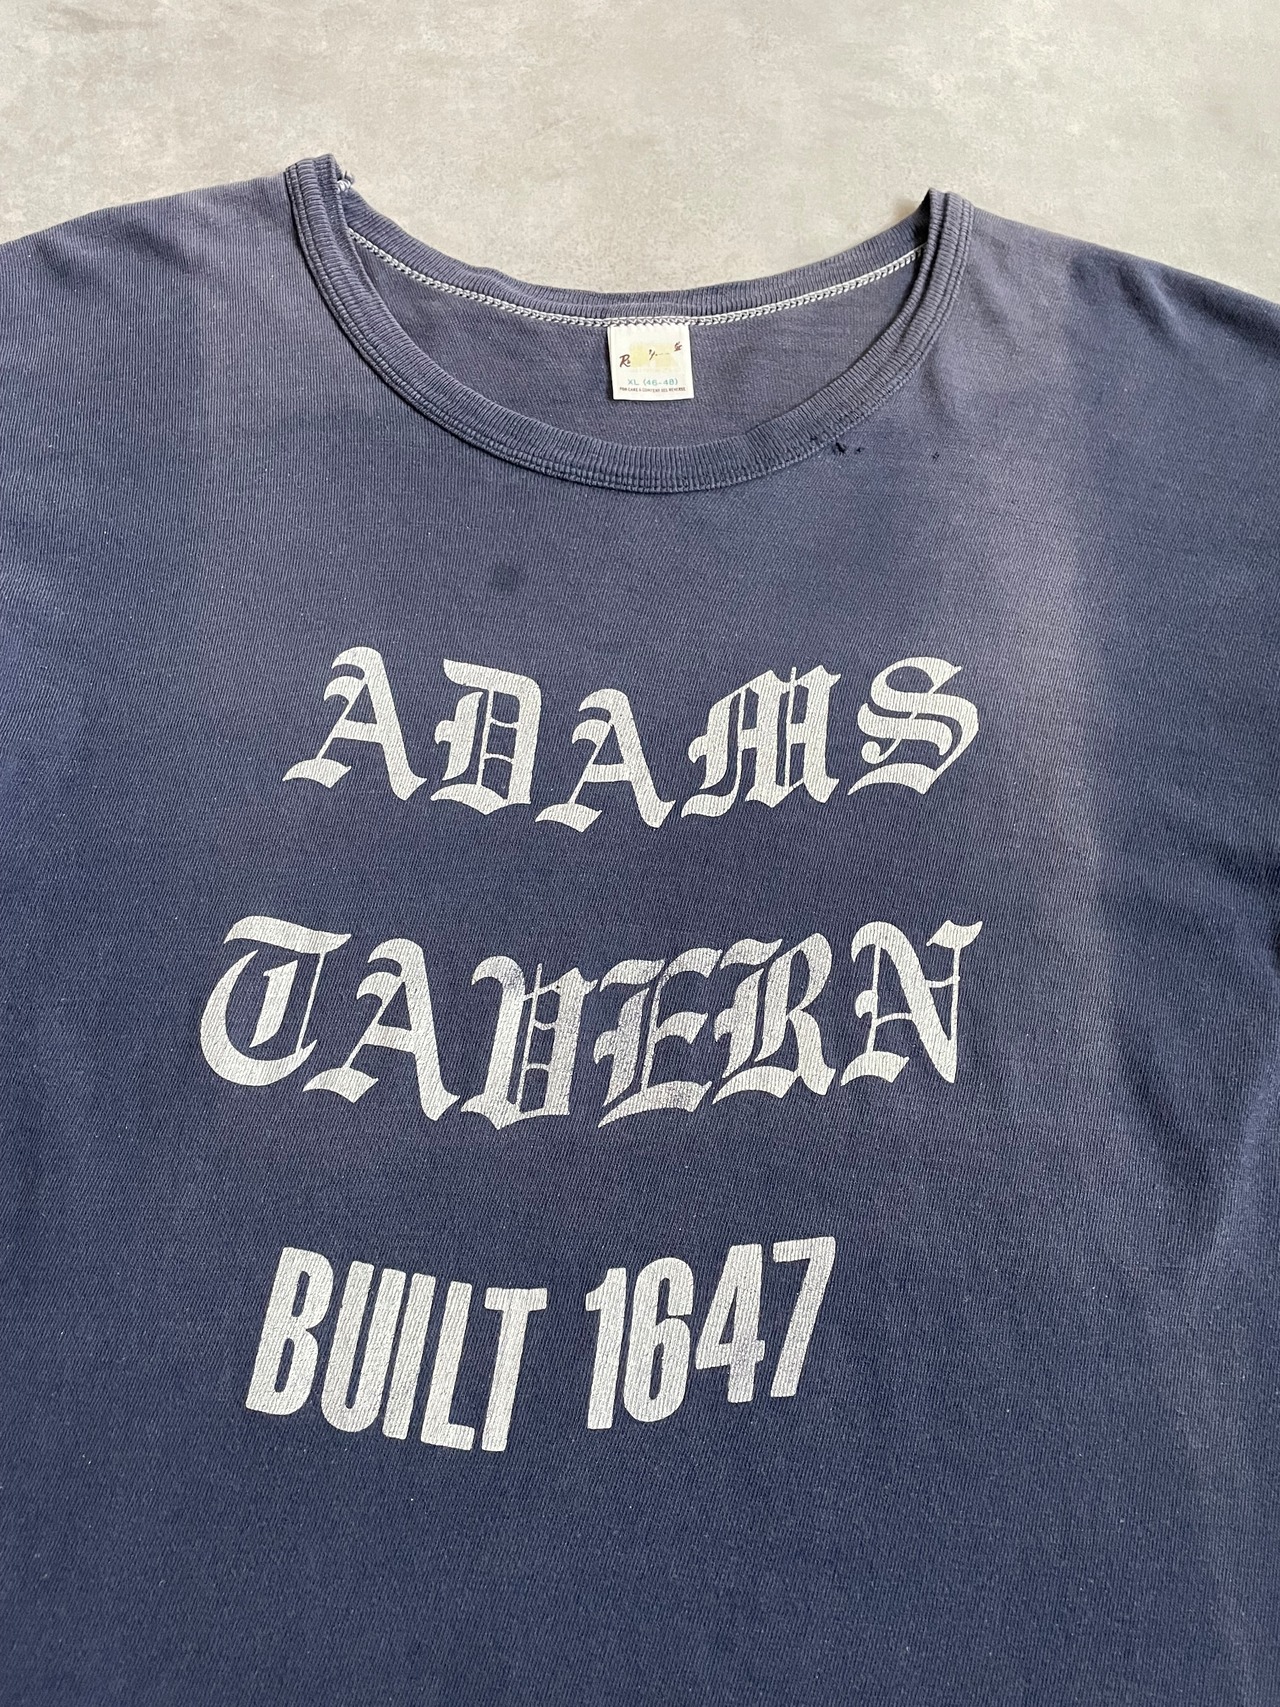 XL (46-48)
ADAMS
TAVERN
BUILT 1647